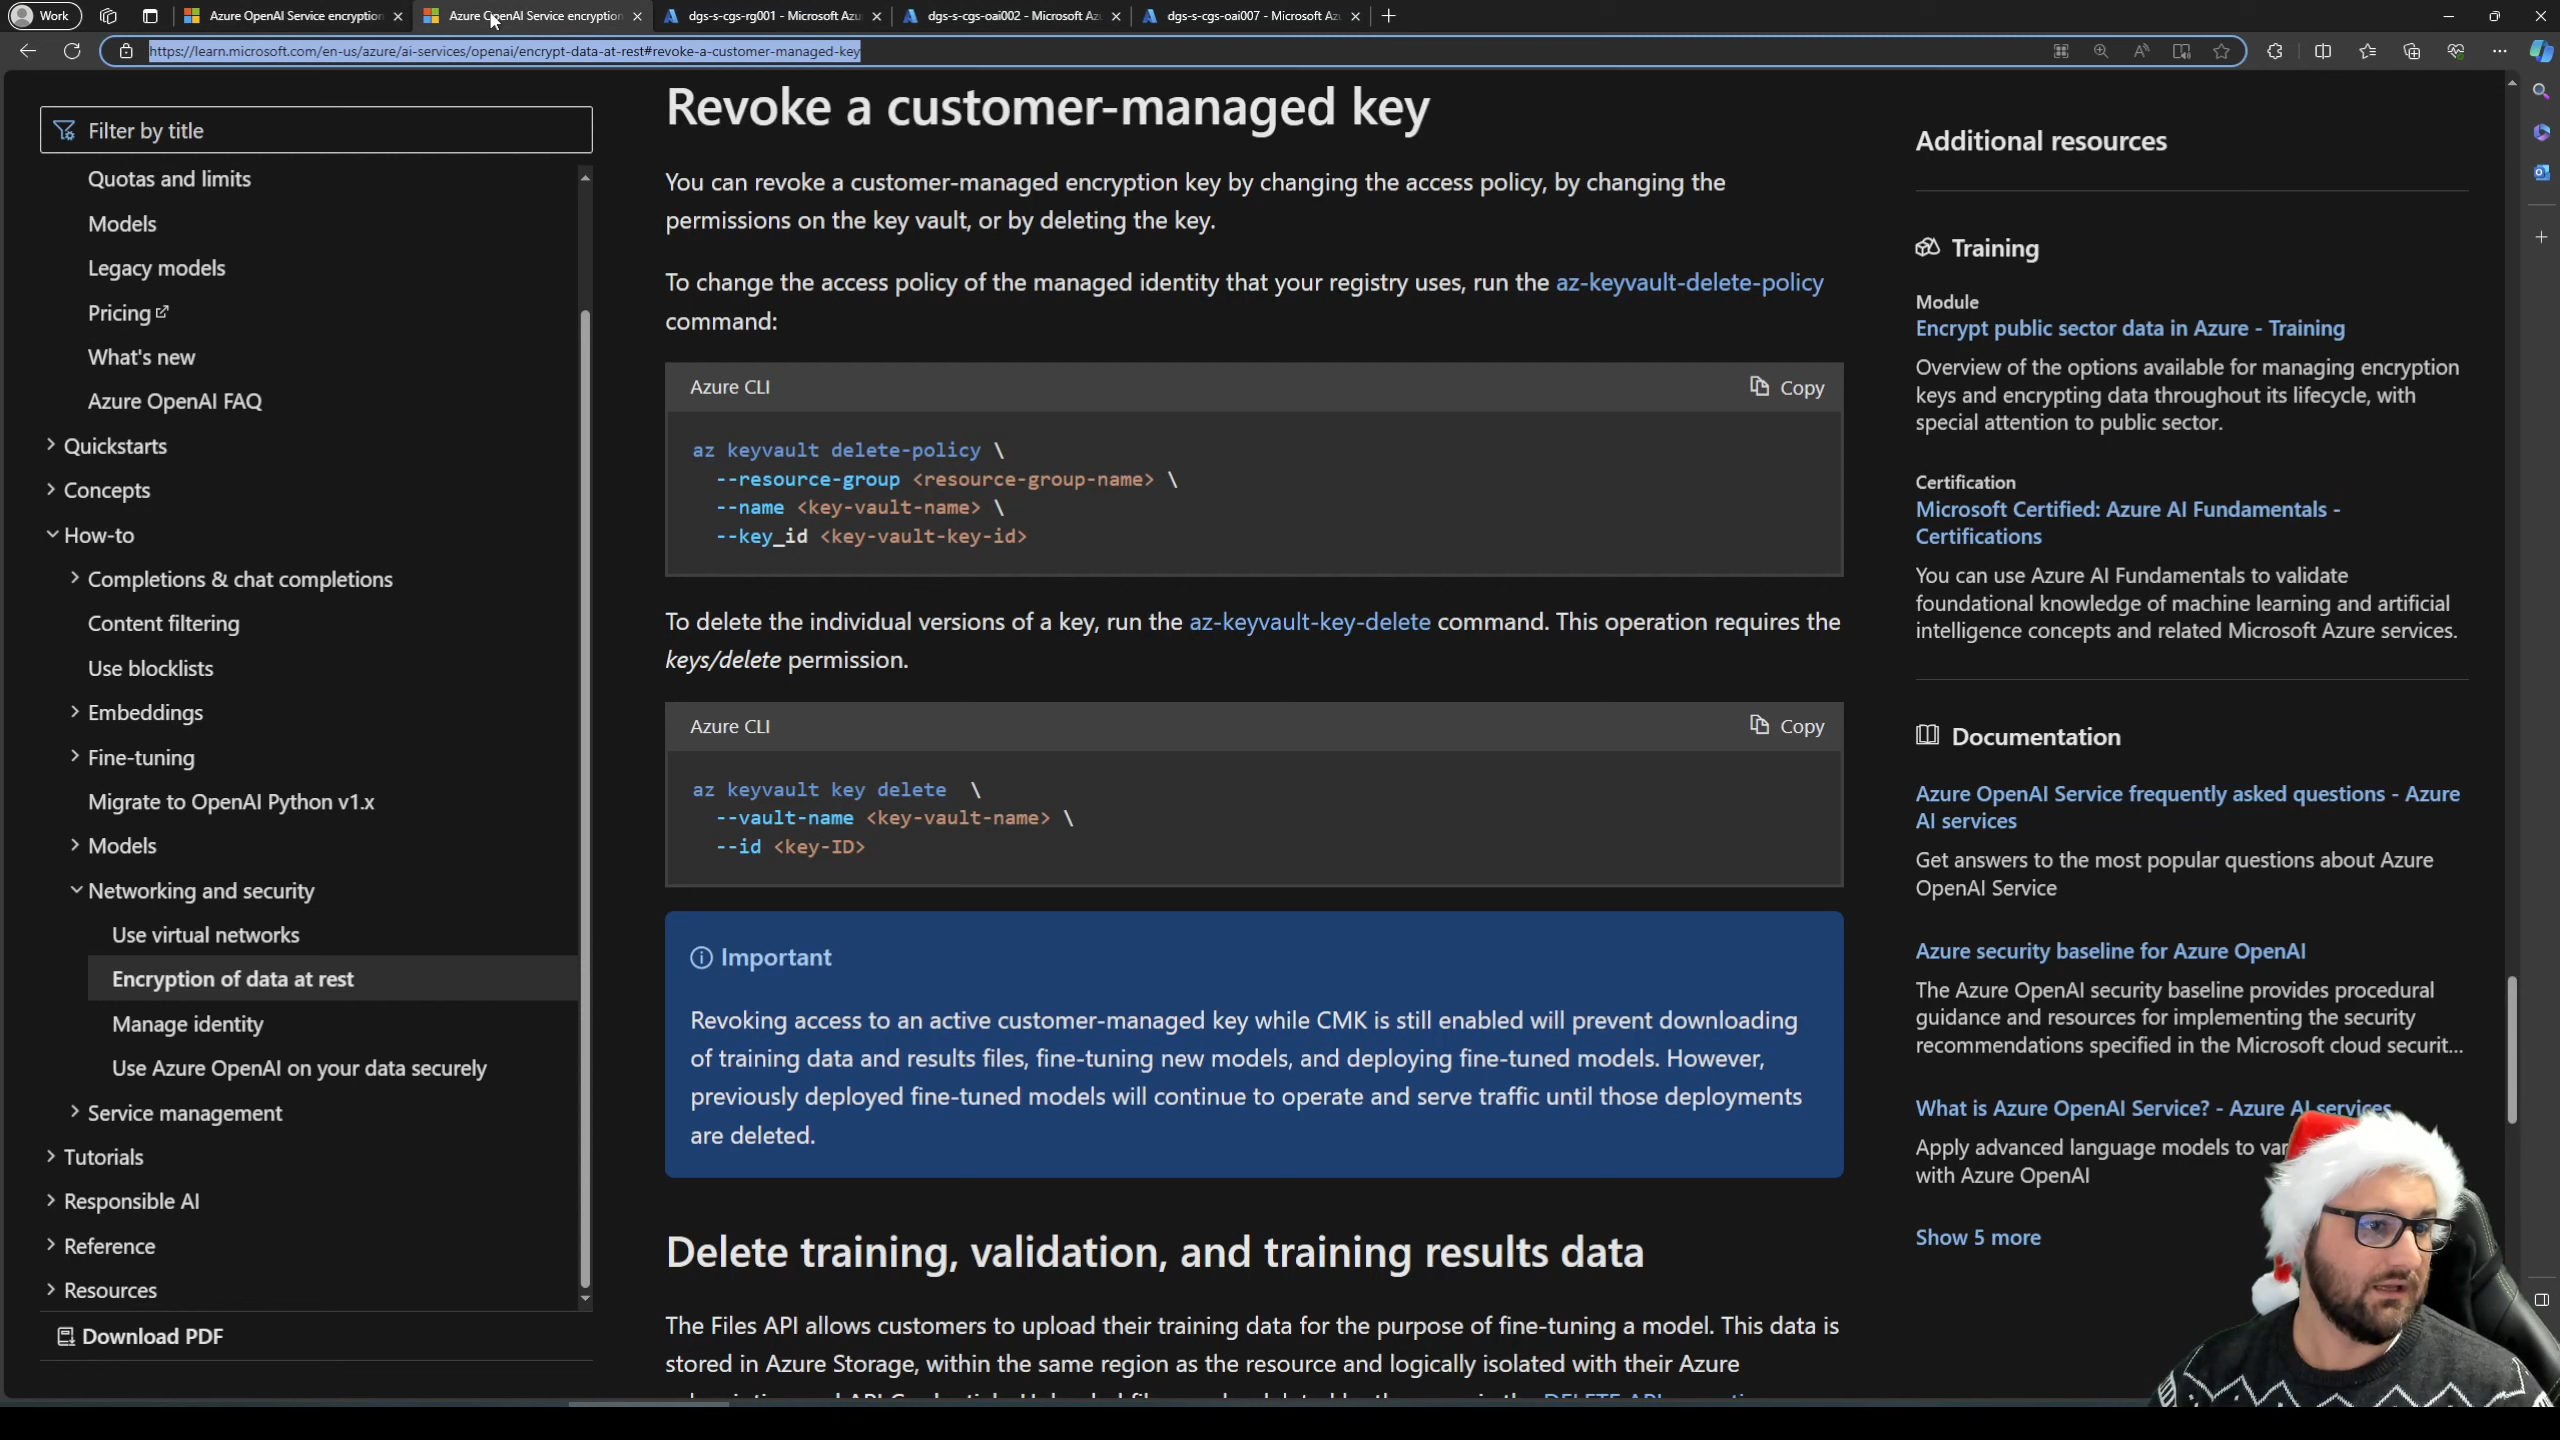 Work
Azure OpenAI Service encryption
Azure OpenAI Service encryption
dgs-s-cgs-rg001 - Microsoft Azu
dgs-s-cgs-oai002 - Microsoft Az
dgs-s-cgs-oai007 - Microsoft Az
https://learn.microsoft.com/en-us/azure/ai-services/openai/encrypt-data-at-rest#revoke-a-customer-managed-key
Filter by title
Quotas and limits
Models
Legacy models
Pricing
What's new
Azure OpenAI FAQ
Quickstarts
Concepts
How-to
Completions & chat completions
Content filtering
Use blocklists
Embeddings
Fine-tuning
Migrate to OpenAI Python v1.x
Models
Networking and security
Use virtual networks
Encryption of data at rest
Manage identity
Use Azure OpenAI on your data securely
Service management
Tutorials
Responsible AI
Reference
Resources
Download PDF
Revoke a customer-managed key
You can revoke a customer-managed encryption key by changing the access policy, by changing the
permissions on the key vault, or by deleting the key.
To change the access policy of the managed identity that your registry uses, run the az-keyvault-delete-policy
command:
Azure CLI
Copy
az keyvault delete-policy \
--resource-group <resource-group-name> \
--name <key-vault-name> \
--key_id <key-vault-key-id>
To delete the individual versions of a key, run the az-keyvault-key-delete command. This operation requires the
keys/delete permission.
Azure CLI
Copy
az keyvault key delete \
--vault-name <key-vault-name> \
--id <key-ID>
Important
Revoking access to an active customer-managed key while CMK is still enabled will prevent downloading
of training data and results files, fine-tuning new models, and deploying fine-tuned models. However,
previously deployed fine-tuned models will continue to operate and serve traffic until those deployments
are deleted.
Delete training, validation, and training results data
The Files API allows customers to upload their training data for the purpose of fine-tuning a model. This data is
stored in Azure Storage, within the same region as the resource and logically isolated with their Azure
Additional resources
Training
Module
Encrypt public sector data in Azure - Training
Overview of the options available for managing encryption
keys and encrypting data throughout its lifecycle, with
special attention to public sector.
Certification
Microsoft Certified: Azure AI Fundamentals -
Certifications
You can use Azure AI Fundamentals to validate
foundational knowledge of machine learning and artificial
intelligence concepts and related Microsoft Azure services.
Documentation
Azure OpenAI Service frequently asked questions - Azure
AI services
Get answers to the most popular questions about Azure
OpenAI Service
Azure security baseline for Azure OpenAI
The Azure OpenAI security baseline provides procedural
guidance and resources for implementing the security
recommendations specified in the Microsoft cloud securit...
What is Azure OpenAI Service? - Azure AI services
Apply advanced language models to var
with Azure OpenAI
Show 5 more